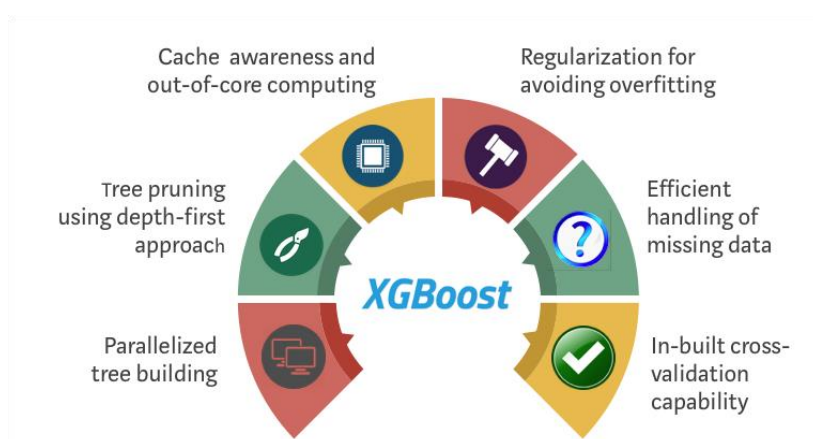 Cache awareness and
out-of-core computing
Regularization for
avoiding overfitting
Tree pruning
using depth-first
approach
Efficient
handling of
missing data
XGBoost
Parallelized
tree building
In-built cross-
validation
capability